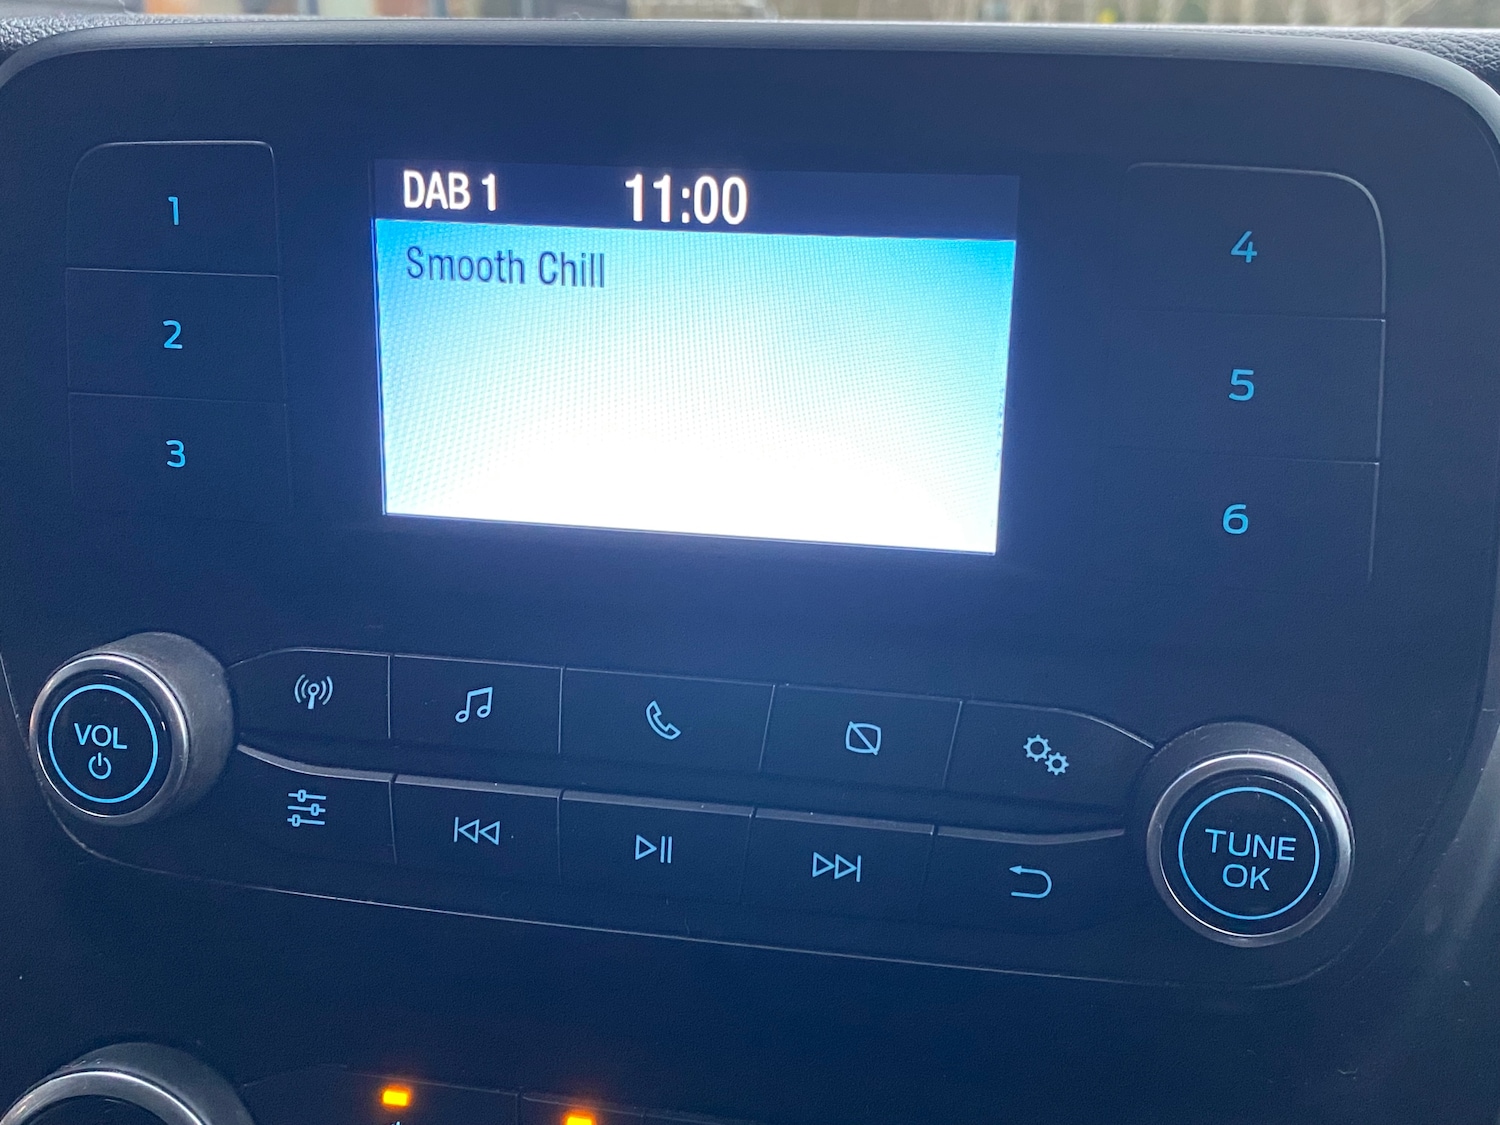 DAB 1 11:00
Smooth Chill
1
2
3
4
5
6
VOL
TUNE
OK